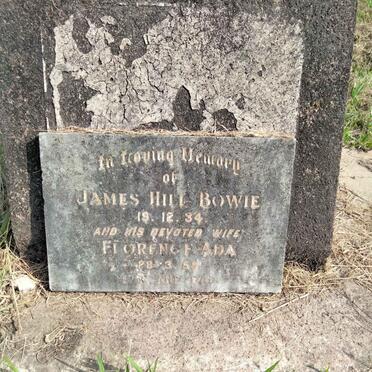 In Loving Memory
of
JAMES HILL BOWIE
19.12.34
AND HIS DEVOTED WIFE
FLORENCE ADA